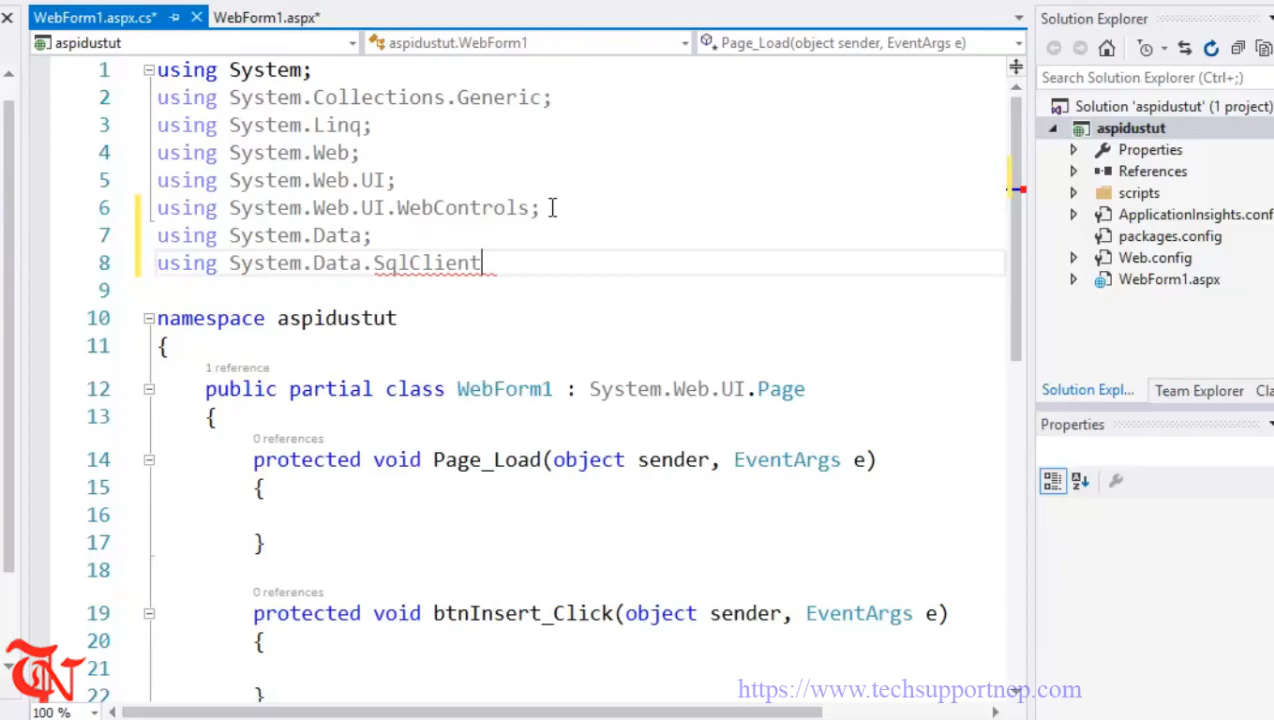 WebForm1.aspx.cs*
WebForm1.aspx*
aspidustut
aspidustut.WebForm1
Page_Load(object sender, EventArgs e)
1 using System;
2 using System.Collections.Generic;
3 using System.Linq;
4 using System.Web;
5 using System.Web.UI;
6 using System.Web.UI.WebControls;
7 using System.Data;
8 using System.Data.SqlClient
9
10 namespace aspidustut
11 {
1 reference
12 public partial class WebForm1 : System.Web.UI.Page
13 {
0 references
14 protected void Page_Load(object sender, EventArgs e)
15 {
16
17 }
18
0 references
19 protected void btnInsert_Click(object sender, EventArgs e)
20 {
21
22 }
100 %
Solution Explorer
Search Solution Explorer (Ctrl+;)
Solution 'aspidustut' (1 project)
aspidustut
Properties
References
scripts
ApplicationInsights.conf
packages.config
Web.config
WebForm1.aspx
Solution Expl...
Team Explorer
Cla
Properties
TN
https://www.techsupportnep.com